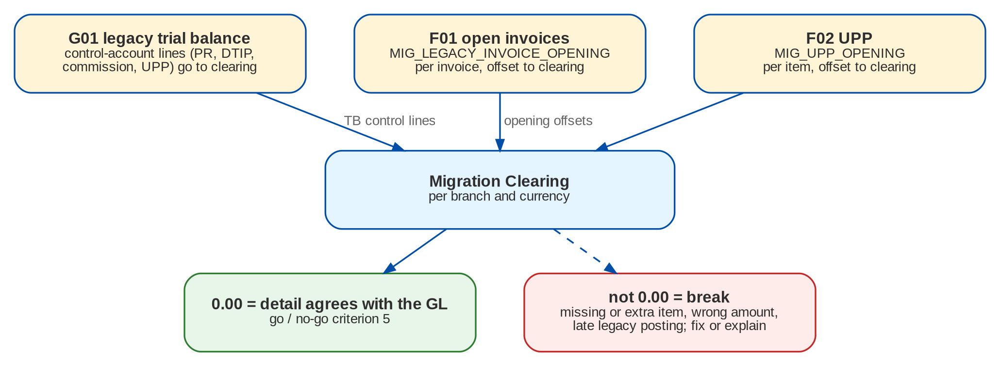 G01 legacy trial balance
control-account lines (PR, DTIP,
commission, UPP) go to clearing
F01 open invoices
MIG_LEGACY_INVOICE_OPENING
per invoice, offset to clearing
F02 UPP
MIG_UPP_OPENING
per item, offset to clearing
TB control lines
opening offsets
Migration Clearing
per branch and currency
0.00 = detail agrees with the GL
go / no-go criterion 5
not 0.00 = break
missing or extra item, wrong amount,
late legacy posting; fix or explain